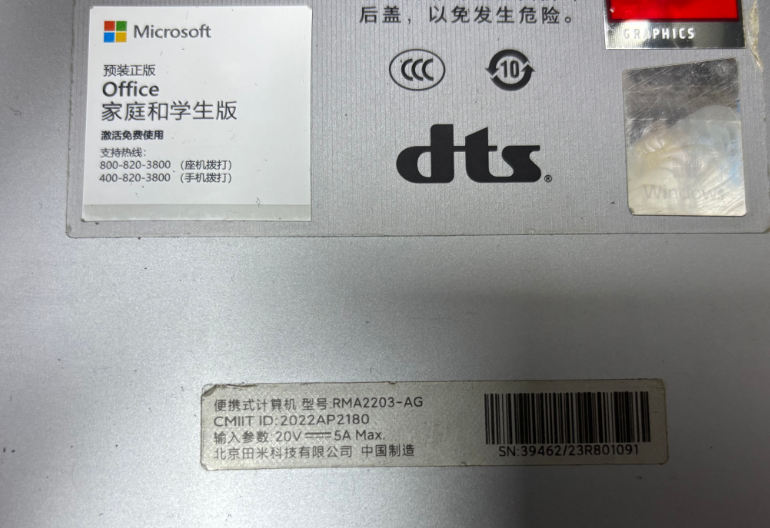 后盖，以免发生危险。
GRAPHICS
Microsoft
预装正版
Office
家庭和学生版
激活免费使用
支持热线：
800-820-3800 （座机拨打）
400-820-3800 （手机拨打）
CCC
10
dts®
Windows
便携式计算机 型号:RMA2203-AG
CMIIT ID:2022AP2180
输入参数:20V⎓5A Max.
北京田米科技有限公司 中国制造
SN:39462/23R801091